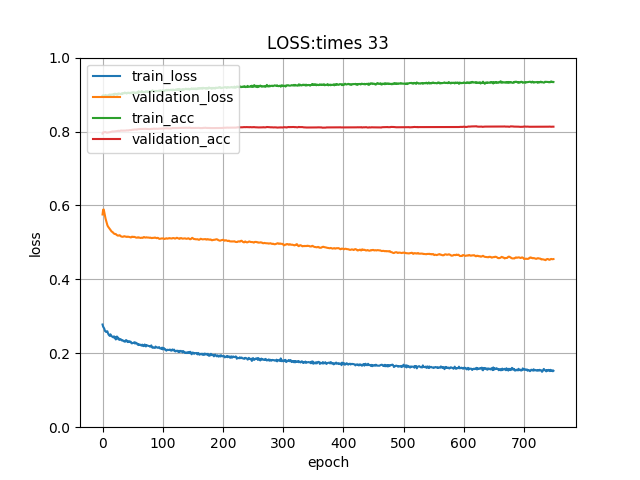 LOSS:times 33
1.0
0.8
0.6
0.4
0.2
0.0
loss
train_loss
validation_loss
train_acc
validation_acc
0 100 200 300 400 500 600 700
epoch